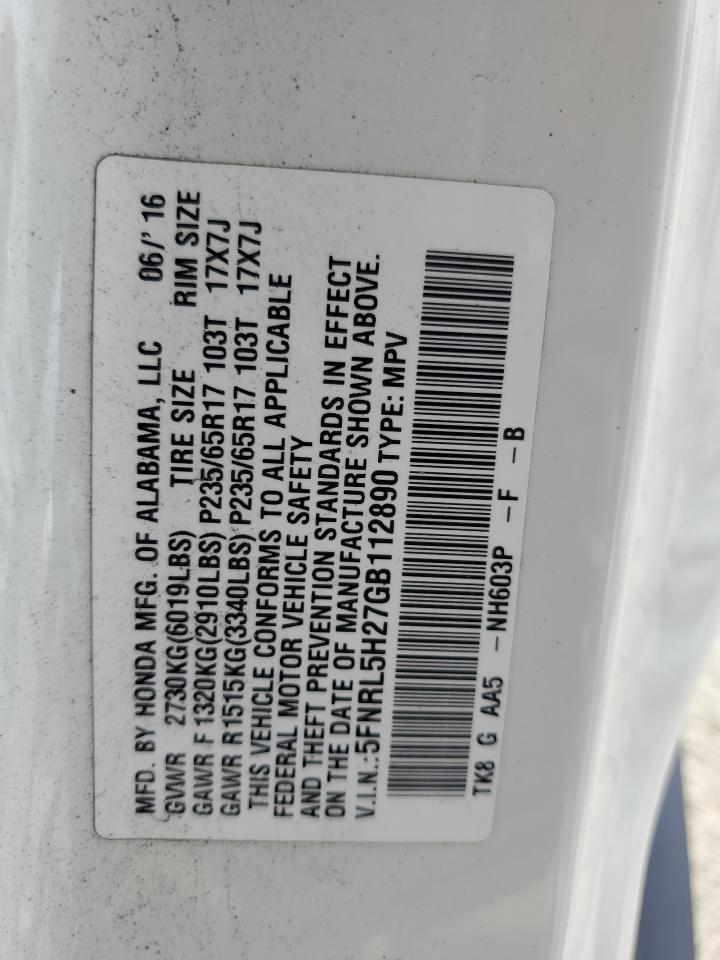 MFD. BY HONDA MFG. OF ALABAMA, LLC 06/' 16
GVWR 2730KG(6019LBS) TIRE SIZE RIM SIZE
GAWR F 1320KG(2910LBS) P235/65R17 103T 17X7J
GAWR R1515KG(3340LBS) P235/65R17 103T 17X7J
THIS VEHICLE CONFORMS TO ALL APPLICABLE
FEDERAL MOTOR VEHICLE SAFETY
AND THEFT PREVENTION STANDARDS IN EFFECT
ON THE DATE OF MANUFACTURE SHOWN ABOVE.
V.I.N.:5FNRL5H27GB112890 TYPE: MPV
TK8 G AA5 -NH603P -F -B